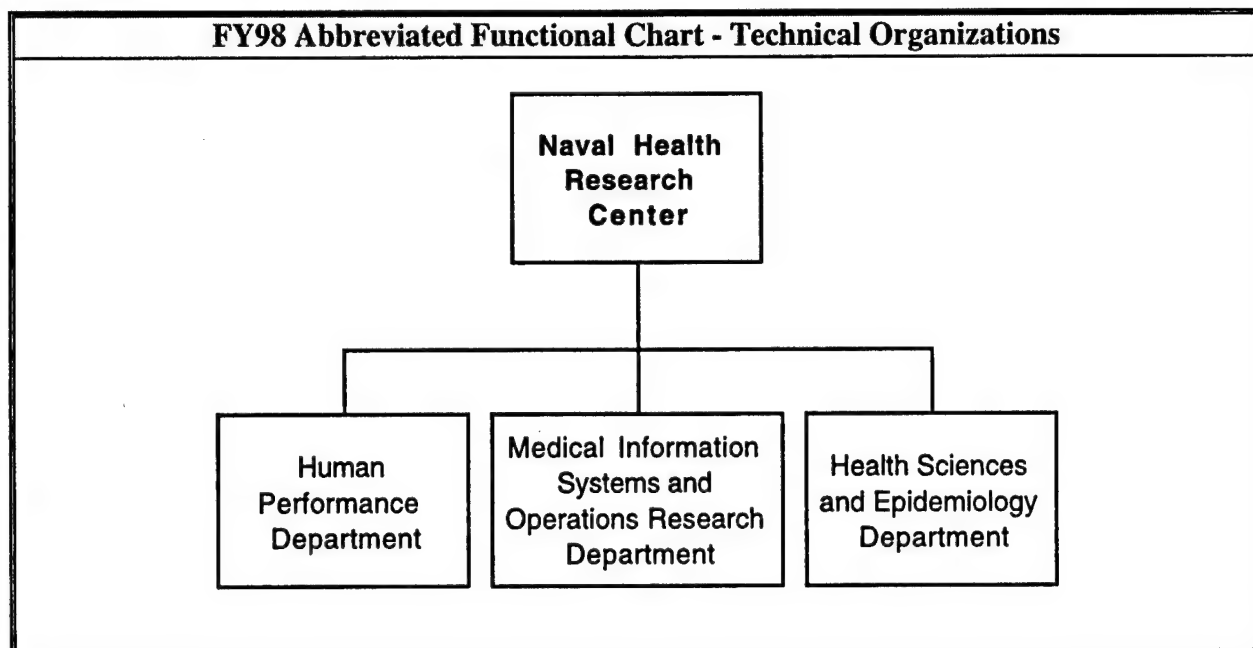 FY98 Abbreviated Functional Chart - Technical Organizations
Naval Health
Research
Center
Human
Performance
Department
Medical Information
Systems and
Operations Research
Department
Health Sciences
and Epidemiology
Department